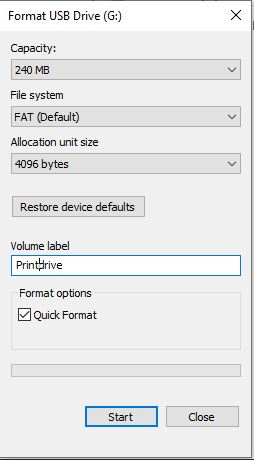 Format USB Drive (G:)
Capacity:
240 MB
File system
FAT (Default)
Allocation unit size
4096 bytes
Restore device defaults
Volume label
Printdrive
Format options
Quick Format
Start
Close